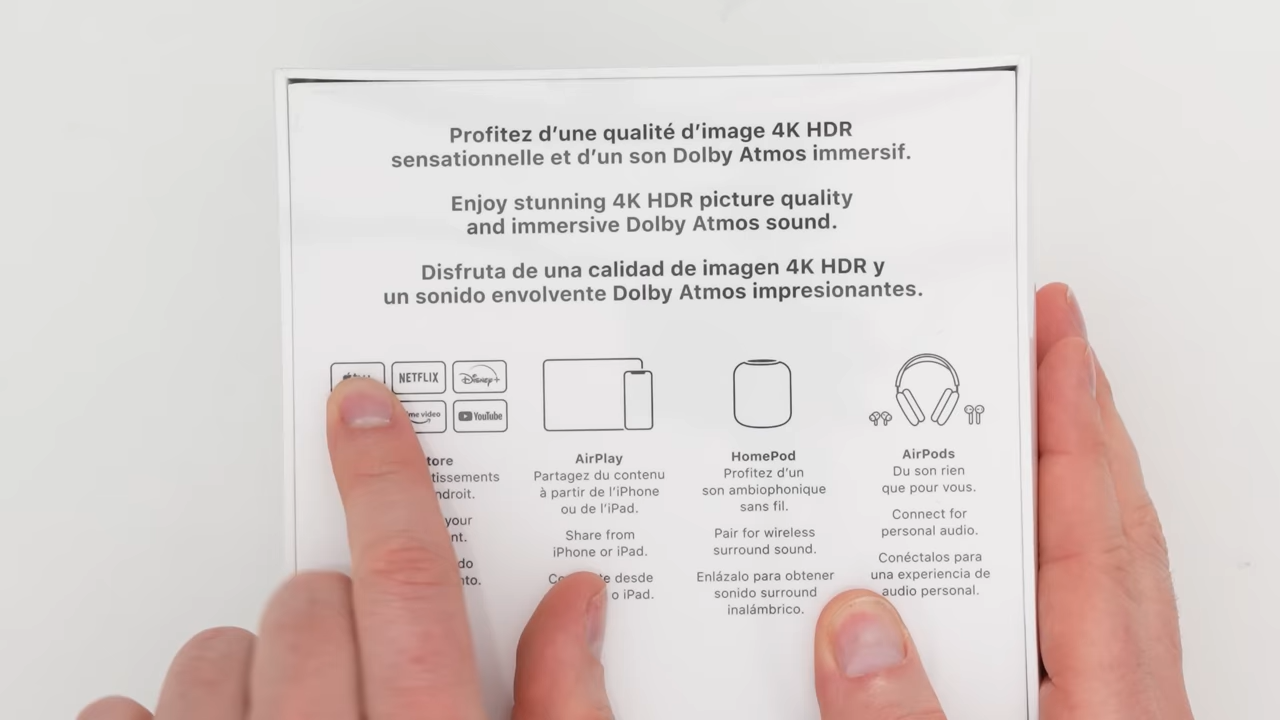 Profitez d’une qualité d’image 4K HDR
sensationnelle et d’un son Dolby Atmos immersif.
Enjoy stunning 4K HDR picture quality
and immersive Dolby Atmos sound.
Disfruta de una calidad de imagen 4K HDR y
un sonido envolvente Dolby Atmos impresionantes.
NETFLIX
Disney+
video
YouTube
AirPlay
Partagez du contenu
à partir de l’iPhone
ou de l’iPad.
Share from
iPhone or iPad.
desde
o iPad.
HomePod
Profitez d’un
son ambiophonique
sans fil.
Pair for wireless
surround sound.
Enlázalo para obtener
sonido surround
inalámbrico.
AirPods
Du son rien
que pour vous.
Connect for
personal audio.
Conéctalos para
una experiencia de
audio personal.